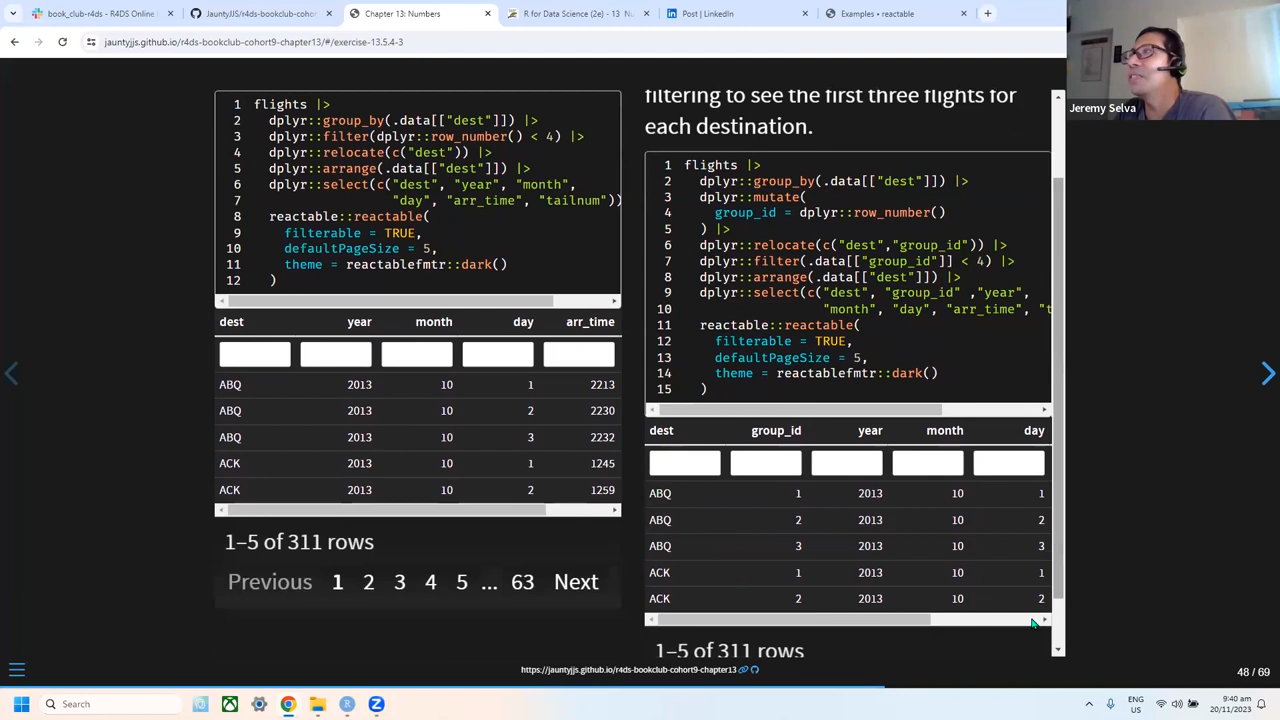 book_club-r4ds - R4DS Online
JauntyJJS/r4ds-bookclub-cohor
Chapter 13: Numbers
R for Data Science (2e) - 13 N
Post | LinkedIn
Examples – reactable
jauntyjjs.github.io/r4ds-bookclub-cohort9-chapter13/#/exercise-13.5.4-3
Jeremy Selva
1 flights |>
2 dplyr::group_by(.data[["dest"]]) |>
3 dplyr::filter(dplyr::row_number() < 4) |>
4 dplyr::relocate(c("dest")) |>
5 dplyr::arrange(.data[["dest"]]) |>
6 dplyr::select(c("dest", "year", "month",
7 "day", "arr_time", "tailnum"))
8 reactable::reactable(
9 filterable = TRUE,
10 defaultPageSize = 5,
11 theme = reactablefmtr::dark()
12 )
dest year month day arr_time
ABQ 2013 10 1 2213
ABQ 2013 10 2 2230
ABQ 2013 10 3 2232
ACK 2013 10 1 1245
ACK 2013 10 2 1259
1–5 of 311 rows
Previous 1 2 3 4 5 ... 63 Next
filtering to see the first three flights for
each destination.
1 flights |>
2 dplyr::group_by(.data[["dest"]]) |>
3 dplyr::mutate(
4 group_id = dplyr::row_number()
5 ) |>
6 dplyr::relocate(c("dest","group_id")) |>
7 dplyr::filter(.data[["group_id"]] < 4) |>
8 dplyr::arrange(.data[["dest"]]) |>
9 dplyr::select(c("dest", "group_id" ,"year",
10 "month", "day", "arr_time", "t
11 reactable::reactable(
12 filterable = TRUE,
13 defaultPageSize = 5,
14 theme = reactablefmtr::dark()
15 )
dest group_id year month day
ABQ 1 2013 10 1
ABQ 2 2013 10 2
ABQ 3 2013 10 3
ACK 1 2013 10 1
ACK 2 2013 10 2
1–5 of 311 rows
https://jauntyjjs.github.io/r4ds-bookclub-cohort9-chapter13
48 / 69
Search
ENG
US
9:40 am
20/11/2023